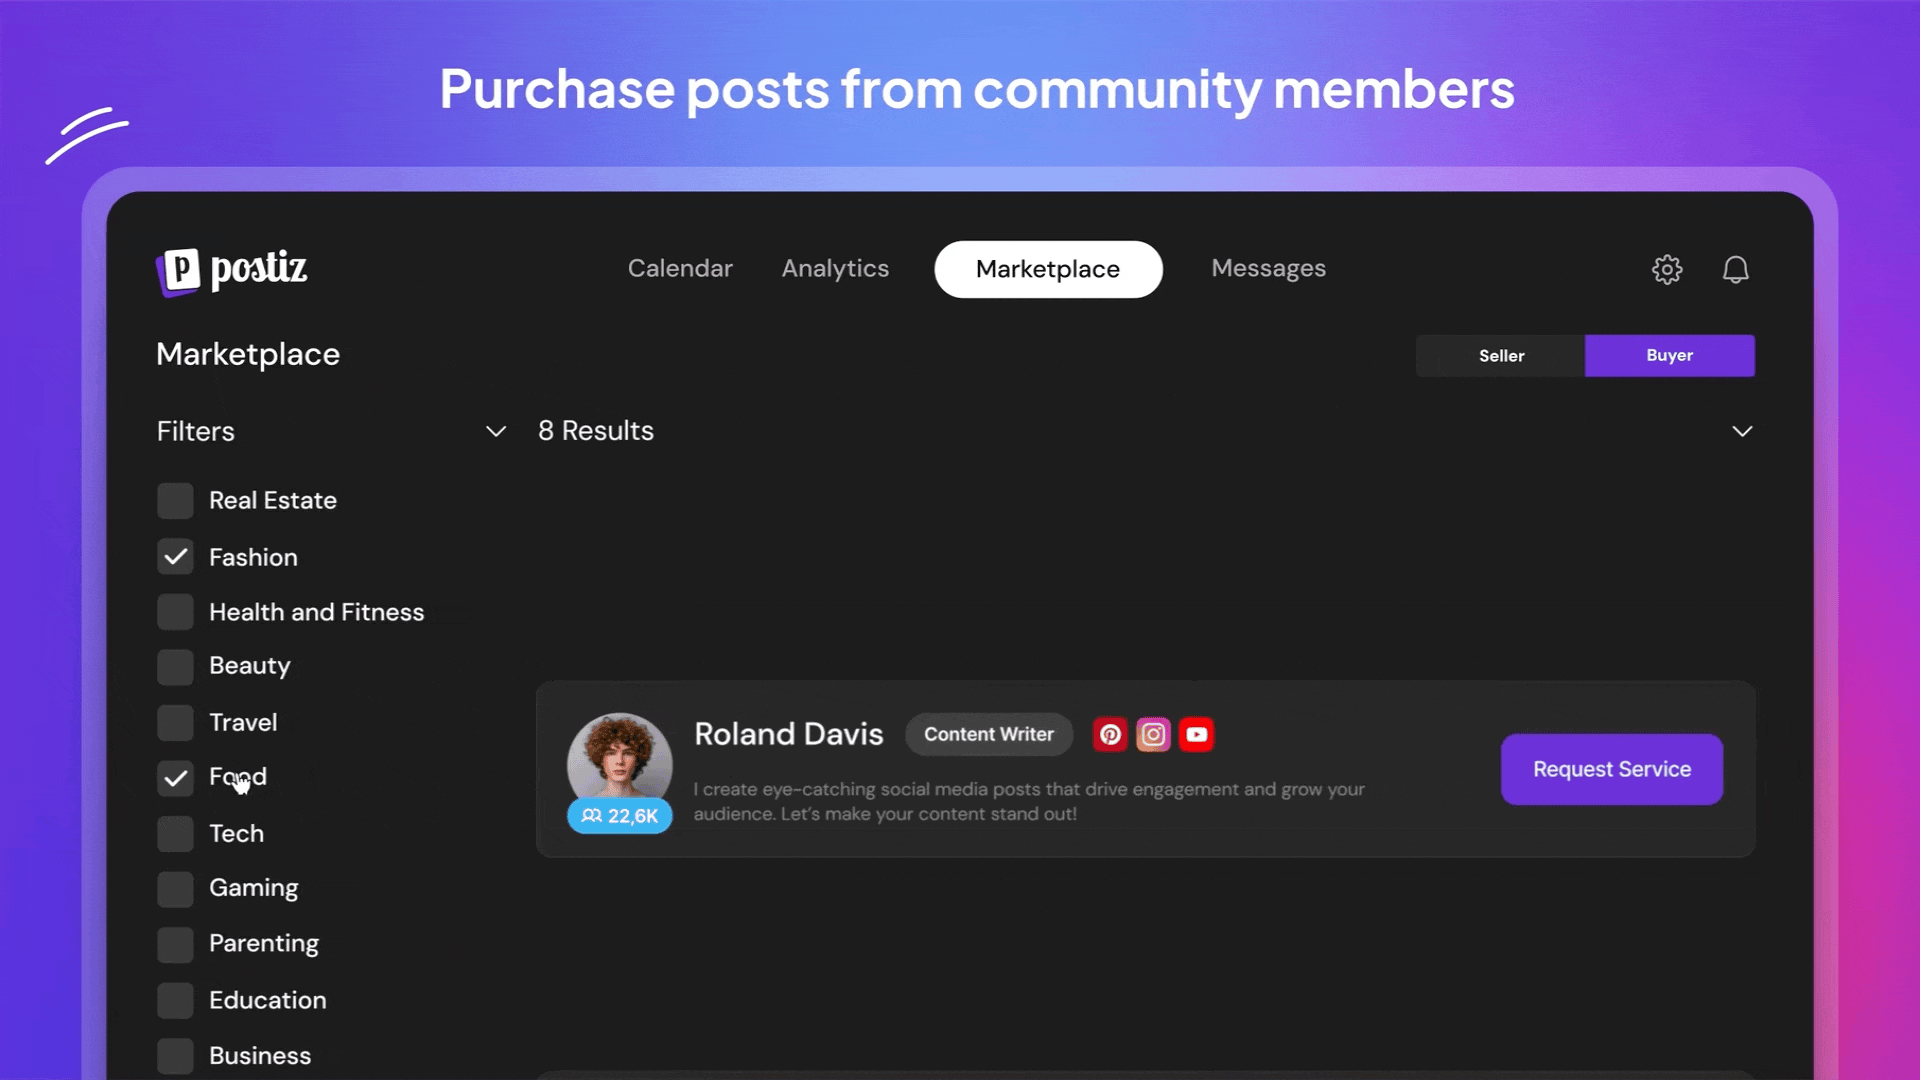 Purchase posts from community members
P postiz
Calendar
Analytics
Marketplace
Messages
Marketplace
Seller
Buyer
Filters
8 Results
Real Estate
Fashion
Health and Fitness
Beauty
Travel
Food
Tech
Gaming
Parenting
Education
Business
Roland Davis
Content Writer
I create eye-catching social media posts that drive engagement and grow your
audience. Let's make your content stand out!
22,6K
Request Service